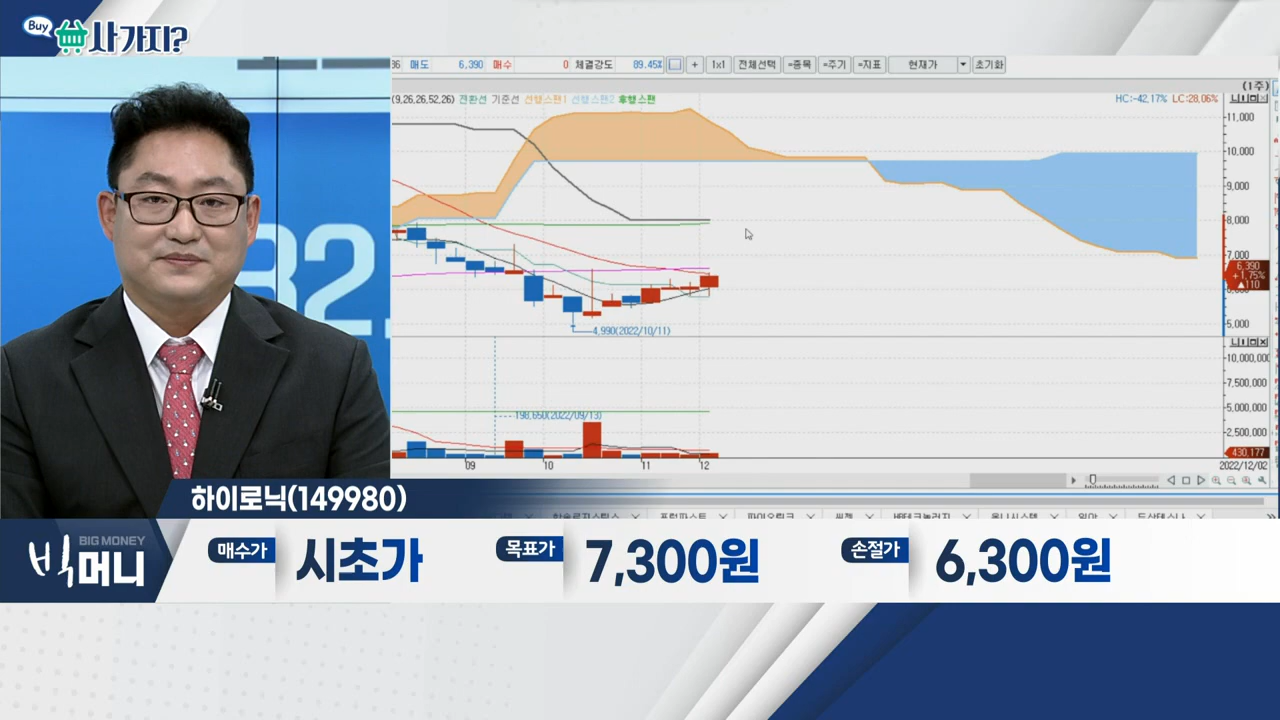 Buy
사 가지?
매도 6,390 매수 0 체결강도 89.45%
+ 1x1 전체선택 =종목 =주기 =지표 현재가 초기화
(1주)
(9,26,26,52,26) 전환선 기준선 선행스팬1 선행스팬2 후행스팬
HC:-42,17% LC:28,06%
11,000
10,000
9,000
8,000
7,000
6,390
+1,75%
▲110
5,000
4,990(2022/10/11)
10,000,000
7,500,000
5,000,000
2,500,000
430,177
198,650(2022/09/13)
09 10 11 12
2022/12/02
하이로닉(149980)
BIG MONEY
빅머니
매수가 시초가 목표가 7,300원 손절가 6,300원